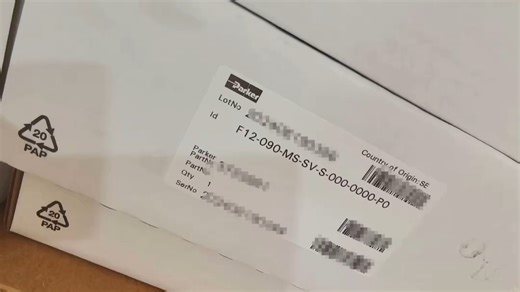 Parker
LotNo
Id F12-090-MS-SV-S-000-0000-P0
Country of Origin:SE
Parker
PartNo
PartNo
Qty 1
SerNo
20
PAP
20
PAP